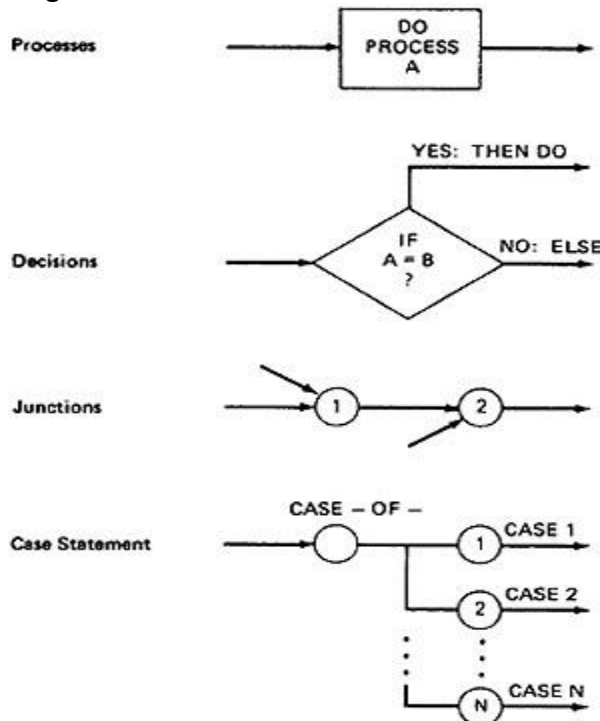 Processes
DO
PROCESS
A
YES: THEN DO
Decisions
IF
A = B
?
NO: ELSE
Junctions
1
2
CASE – OF –
Case Statement
1
CASE 1
2
CASE 2
N
CASE N